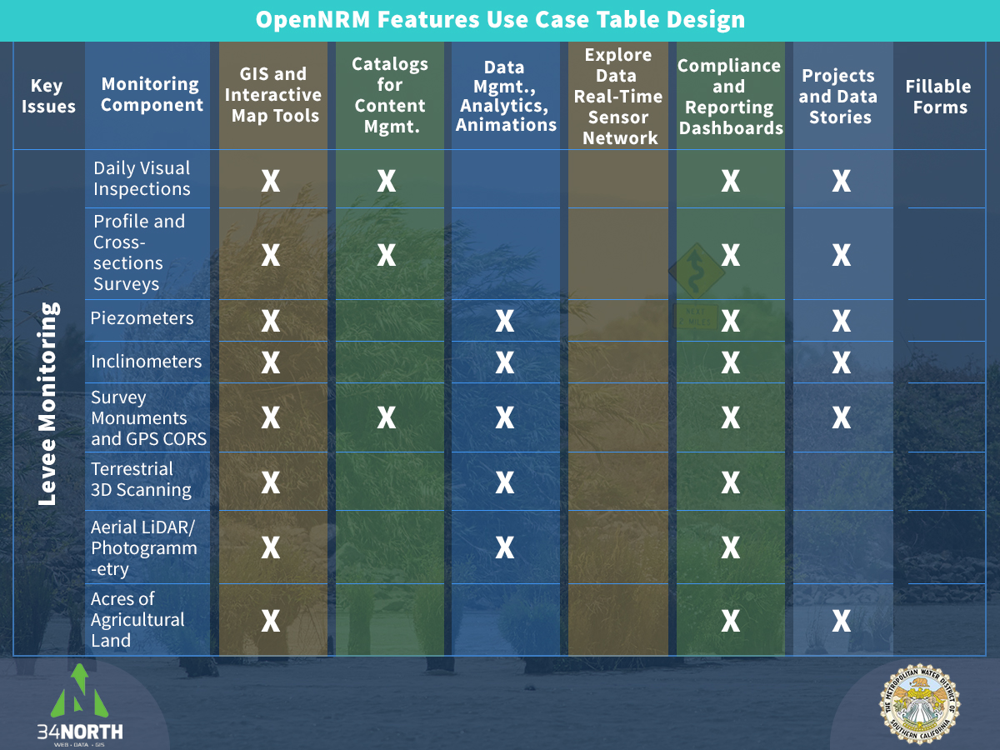 OpenNRM Features Use Case Table Design
Key
Issues
Monitoring
Component
GIS and
Interactive
Map Tools
Catalogs
for
Content
Mgmt.
Data
Mgmt.,
Analytics,
Animations
Explore
Data
Real-Time
Sensor
Network
Compliance
and
Reporting
Dashboards
Projects
and Data
Stories
Fillable
Forms
Levee Monitoring
Daily Visual
Inspections
X X X X
Profile and
Cross-
sections
Surveys
X X X X
NEXT
2 MILES
Piezometers
X X X X
Inclinometers
X X X X
Survey
Monuments
and GPS CORS
X X X X X
Terrestrial
3D Scanning
X X X
Aerial LiDAR/
Photogramm
-etry
X X X
Acres of
Agricultural
Land
X X X
34NORTH
WEB • DATA • GIS
THE METROPOLITAN WATER DISTRICT OF
SOUTHERN CALIFORNIA